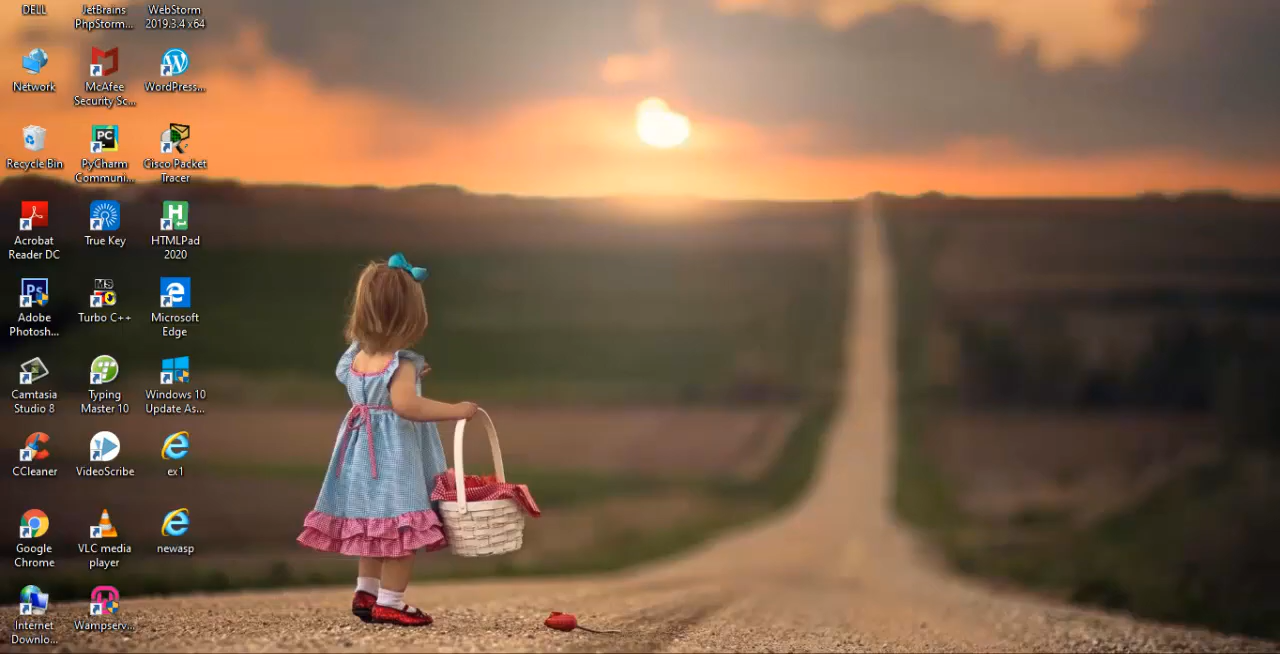 DELL
JetBrains
PhpStorm...
WebStorm
2019.3.4 x64
Network
McAfee
Security Sc...
WordPress...
Recycle Bin
PyCharm
Communi...
Cisco Packet
Tracer
Acrobat
Reader DC
True Key
HTMLPad
2020
Adobe
Photosh...
Turbo C++
Microsoft
Edge
Camtasia
Studio 8
Typing
Master 10
Windows 10
Update As...
CCleaner
VideoScribe
ex1
Google
Chrome
VLC media
player
newasp
Internet
Downlo...
Wampserv...